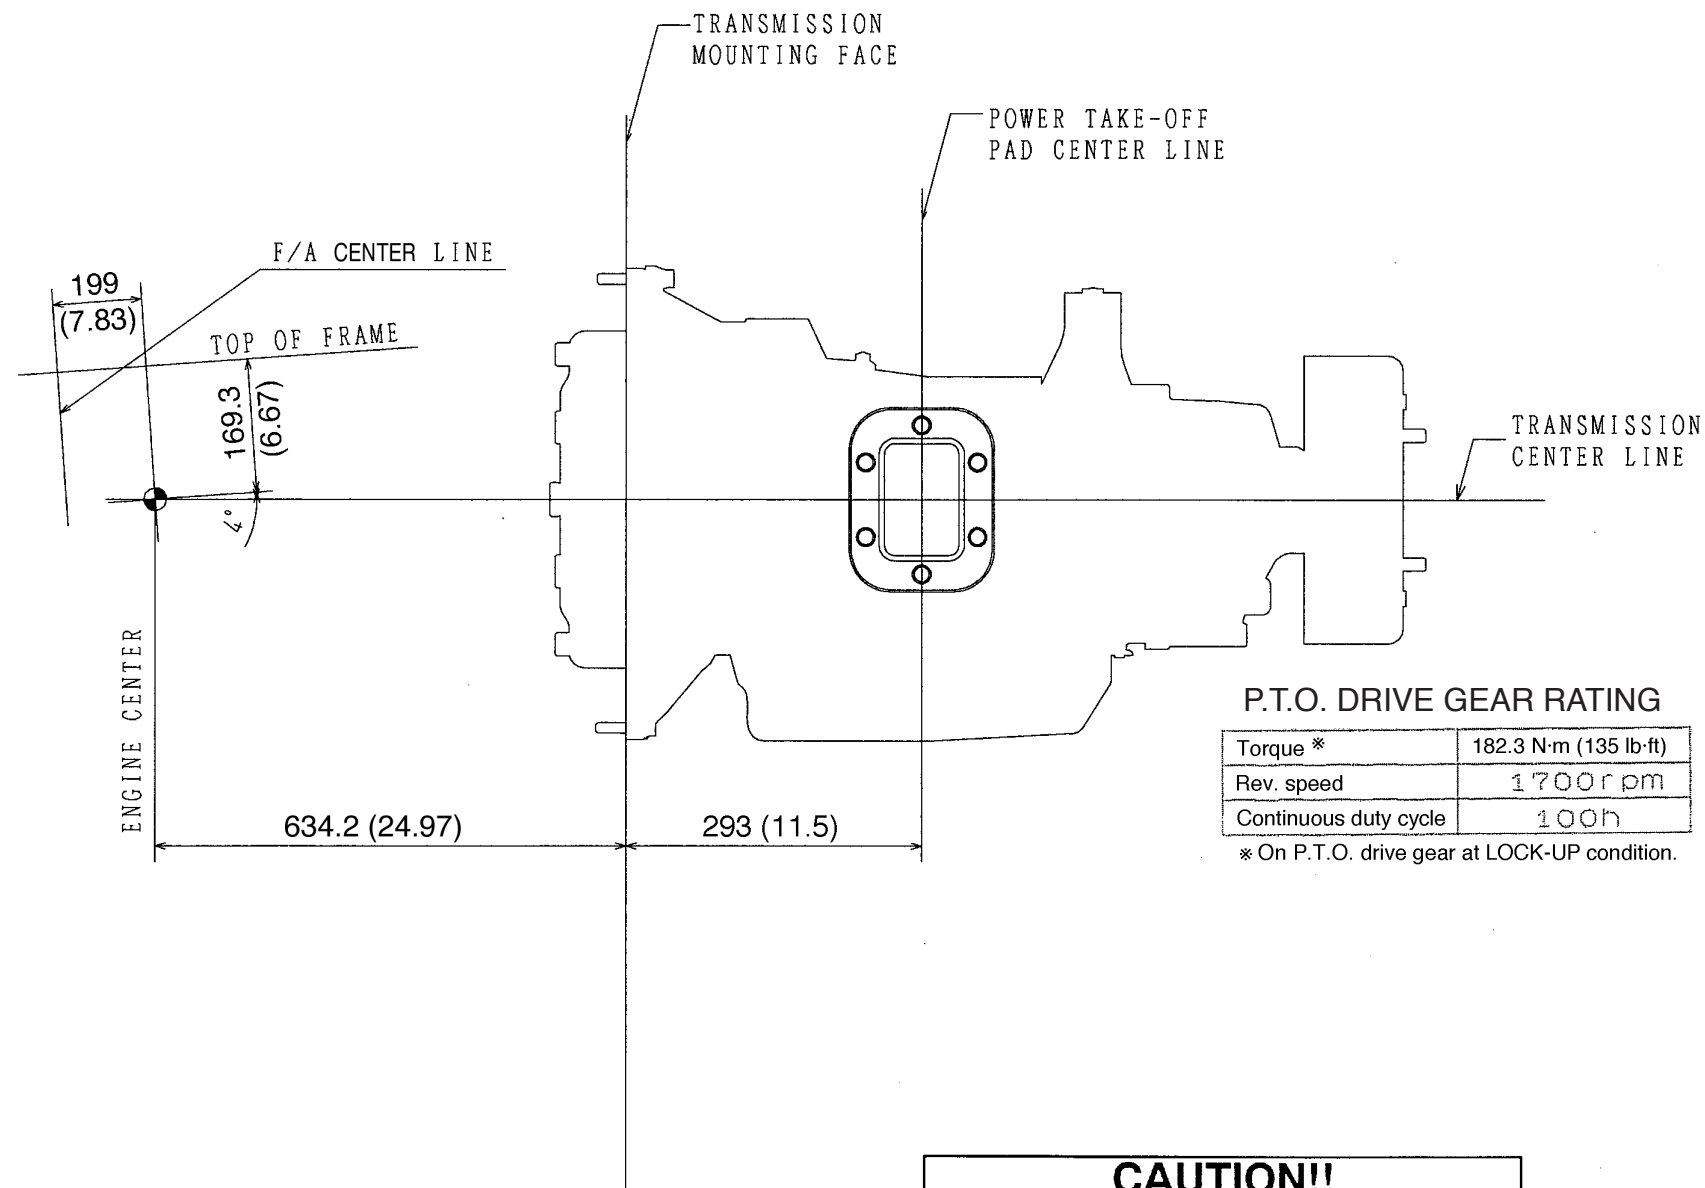 TRANSMISSION
MOUNTING FACE
POWER TAKE-OFF
PAD CENTER LINE
F/A CENTER LINE
199
(7.83)
TOP OF FRAME
169.3
(6.67)
TRANSMISSION
CENTER LINE
4°
ENGINE CENTER
634.2 (24.97)
293 (11.5)
P.T.O. DRIVE GEAR RATING
Torque ※ 182.3 N·m (135 lb·ft)
Rev. speed 1700rpm
Continuous duty cycle 100h
※ On P.T.O. drive gear at LOCK-UP condition.
CAUTION!!